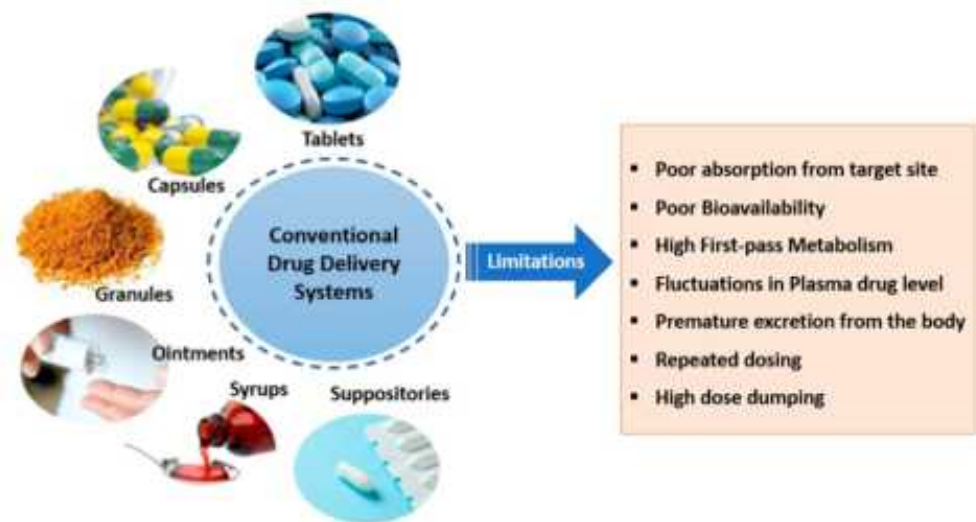 Tablets
Capsules
Granules
Ointments
Syrups
Suppositories
Conventional
Drug Delivery
Systems
Limitations
▪ Poor absorption from target site
▪ Poor Bioavailability
▪ High First-pass Metabolism
▪ Fluctuations in Plasma drug level
▪ Premature excretion from the body
▪ Repeated dosing
▪ High dose dumping